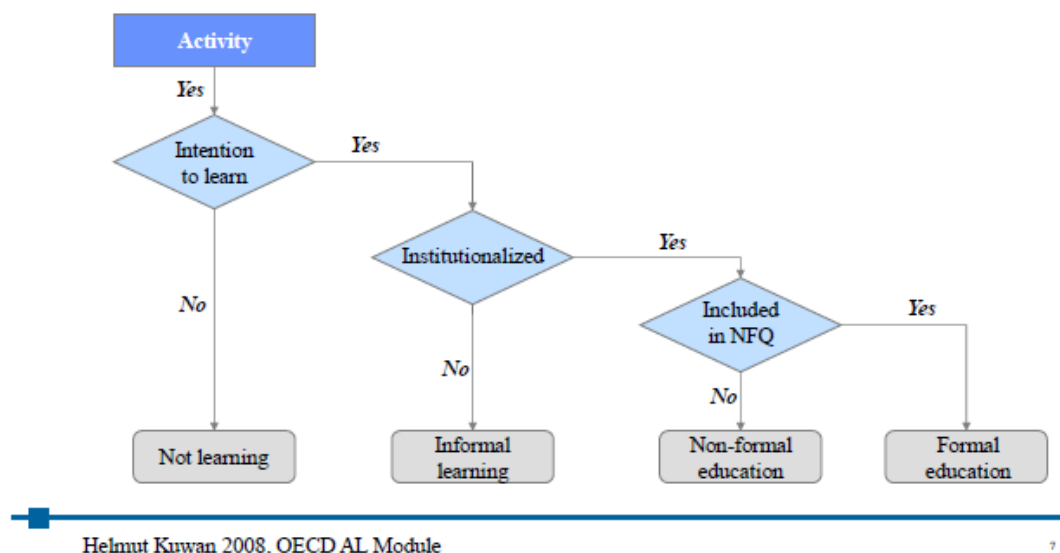 Activity
Yes
Intention
to learn
Yes
Institutionalized
Yes
No
Included
in NFQ
Yes
No
No
Not learning
Informal
learning
Non-formal
education
Formal
education
Helmut Kuwan 2008, OECD AL Module
7